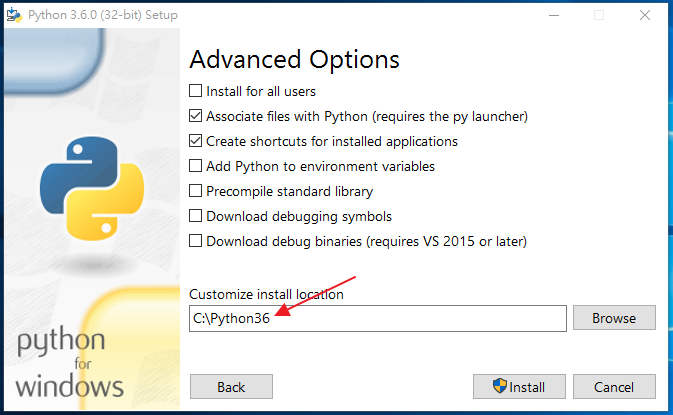 Python 3.6.0 (32-bit) Setup
Advanced Options
Install for all users
Associate files with Python (requires the py launcher)
Create shortcuts for installed applications
Add Python to environment variables
Precompile standard library
Download debugging symbols
Download debug binaries (requires VS 2015 or later)
Customize install location
C:\Python36
Browse
python
for
windows
Back
Install
Cancel